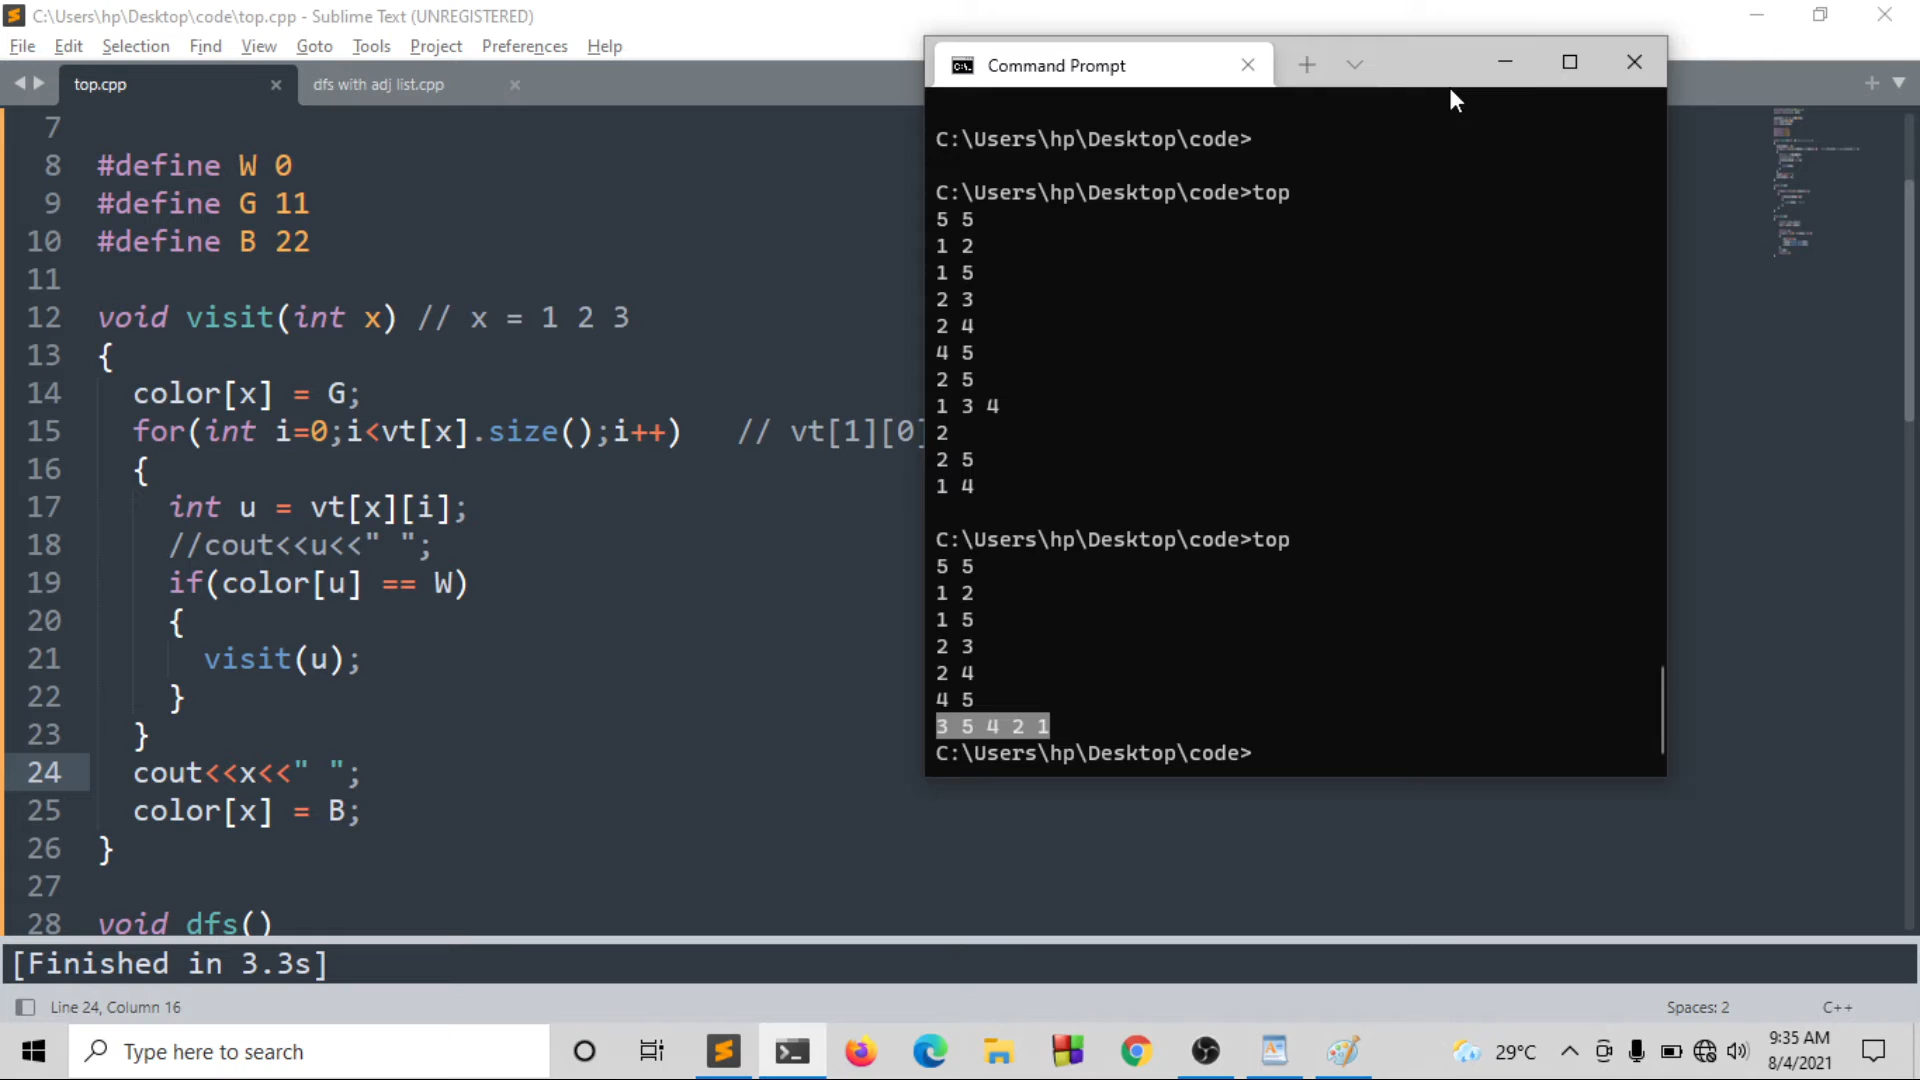 C:\Users\hp\Desktop\code\top.cpp - Sublime Text (UNREGISTERED)
File Edit Selection Find View Goto Tools Project Preferences Help
top.cpp
dfs with adj list.cpp
7
8 #define W 0
9 #define G 11
10 #define B 22
11
12 void visit(int x) // x = 1 2 3
13 {
14 color[x] = G;
15 for(int i=0;i<vt[x].size();i++) // vt[1][0]
16 {
17 int u = vt[x][i];
18 //cout<<u<<" ";
19 if(color[u] == W)
20 {
21 visit(u);
22 }
23 }
24 cout<<x<<" ";
25 color[x] = B;
26 }
27
28 void dfs()
Command Prompt
C:\Users\hp\Desktop\code>
C:\Users\hp\Desktop\code>top
5 5
1 2
1 5
2 3
2 4
4 5
2 5
1 3 4
2
2 5
1 4
C:\Users\hp\Desktop\code>top
5 5
1 2
1 5
2 3
2 4
4 5
3 5 4 2 1
C:\Users\hp\Desktop\code>
[Finished in 3.3s]
Line 24, Column 16
Spaces: 2
C++
Type here to search
29°C
9:35 AM
8/4/2021